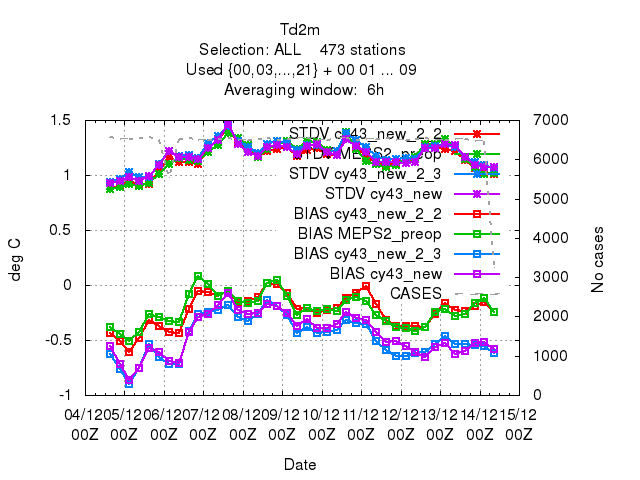 Td2m
Selection: ALL 473 stations
Used {00,03,...,21} + 00 01 ... 09
Averaging window: 6h
1.5
1
0.5
0
-0.5
-1
deg C
7000
6000
5000
4000
3000
2000
1000
0
No cases
STDV cy43_new_2_2
STDV MEPS2_preop
STDV cy43_new_2_3
STDV cy43_new
BIAS cy43_new_2_2
BIAS MEPS2_preop
BIAS cy43_new_2_3
BIAS cy43_new
CASES
04/12 05/12 06/12 07/12 08/12 09/12 10/12 11/12 12/12 13/12 14/12 15/12
00Z 00Z 00Z 00Z 00Z 00Z 00Z 00Z 00Z 00Z 00Z 00Z
Date